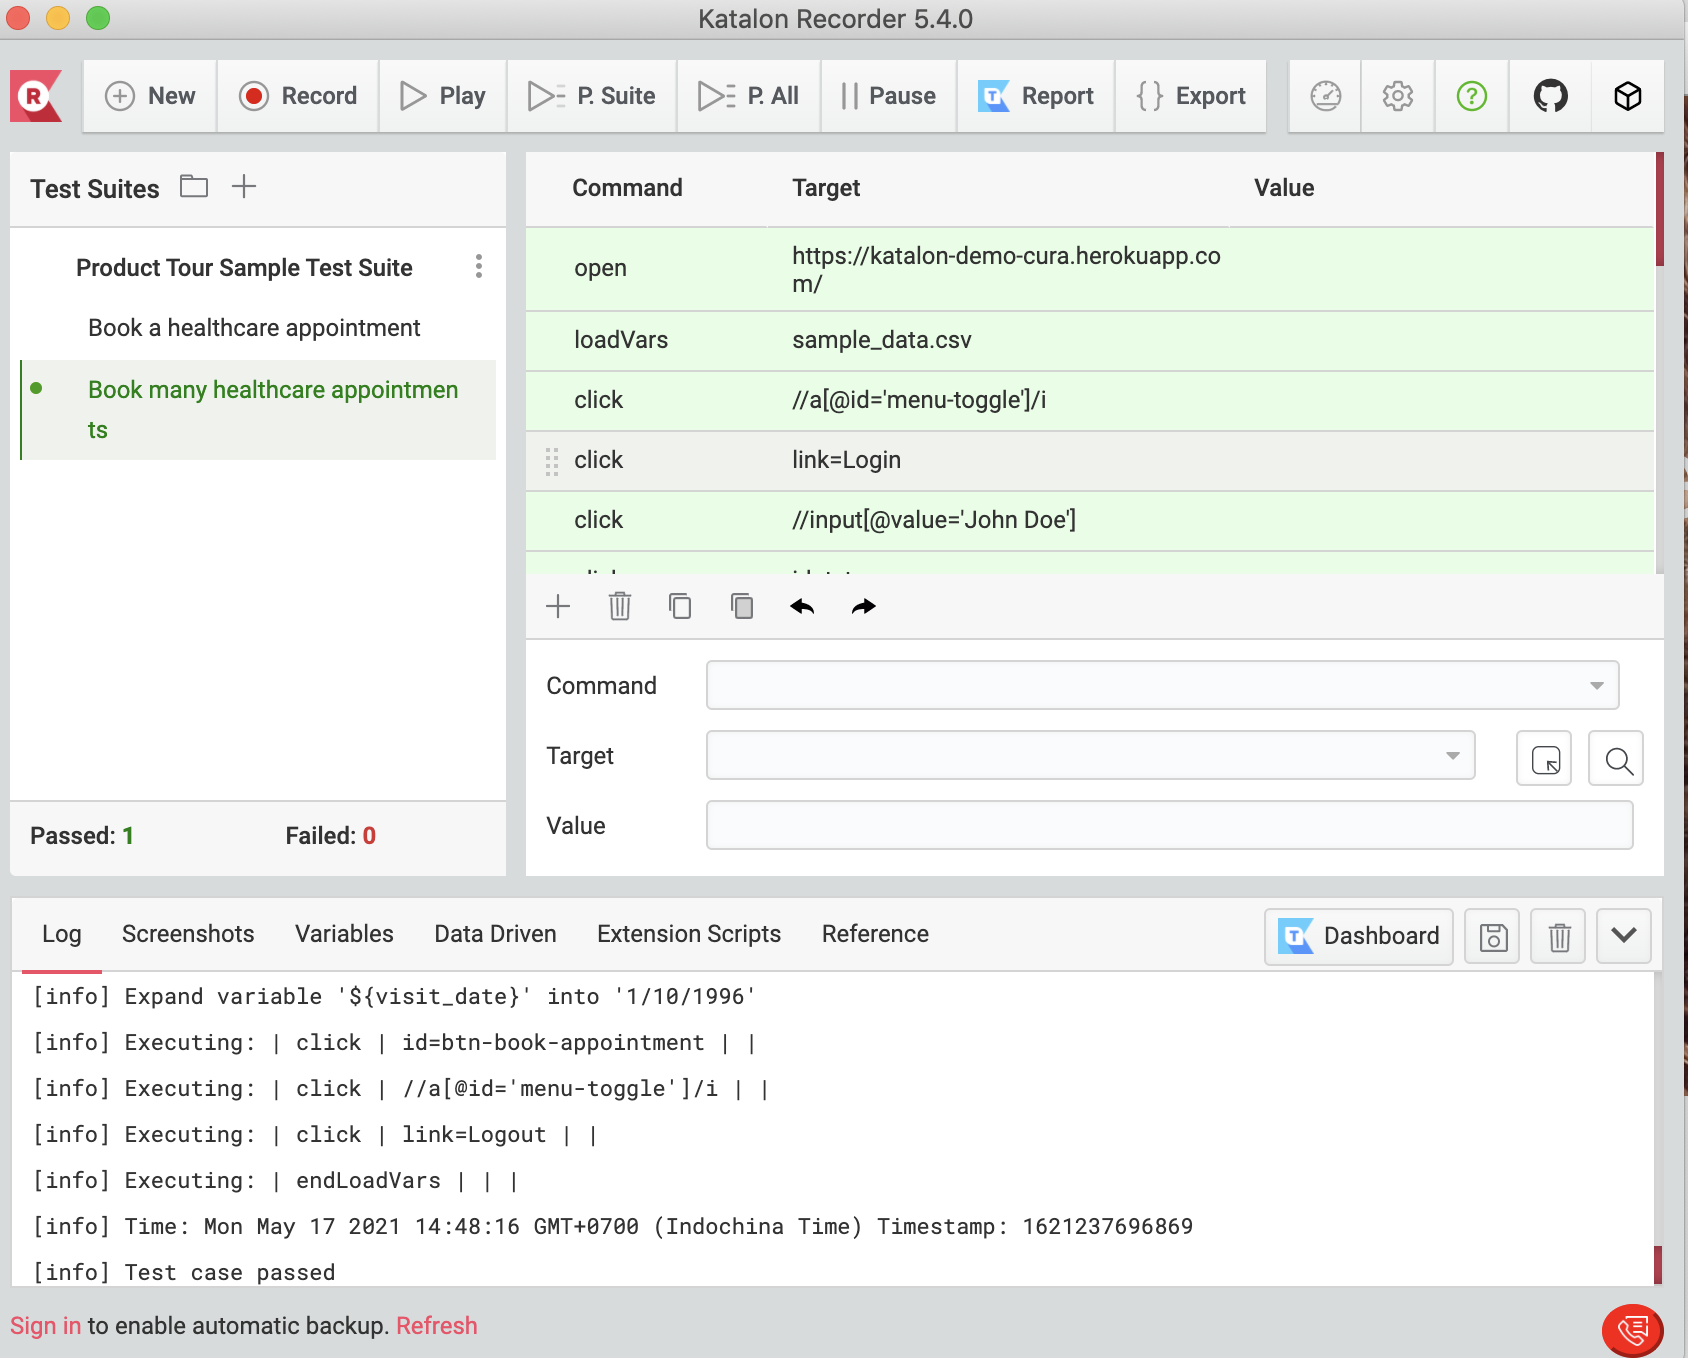 Katalon Recorder 5.4.0
R
New
Record
Play
P. Suite
P. All
Pause
T
Report
{ }
Export
?
Test Suites
Command
Target
Value
Product Tour Sample Test Suite
Book a healthcare appointment
Book many healthcare appointmen
ts
open
https://katalon-demo-cura.herokuapp.co
m/
loadVars
sample_data.csv
click
//a[@id='menu-toggle']/i
click
link=Login
click
//input[@value='John Doe']
Command
Target
Value
Passed: 1
Failed: 0
Log
Screenshots
Variables
Data Driven
Extension Scripts
Reference
T
Dashboard
[info] Expand variable '${visit_date}' into '1/10/1996'
[info] Executing: | click | id=btn-book-appointment | |
[info] Executing: | click | //a[@id='menu-toggle']/i | |
[info] Executing: | click | link=Logout | |
[info] Executing: | endLoadVars | | |
[info] Time: Mon May 17 2021 14:48:16 GMT+0700 (Indochina Time) Timestamp: 1621237696869
[info] Test case passed
Sign in to enable automatic backup. Refresh